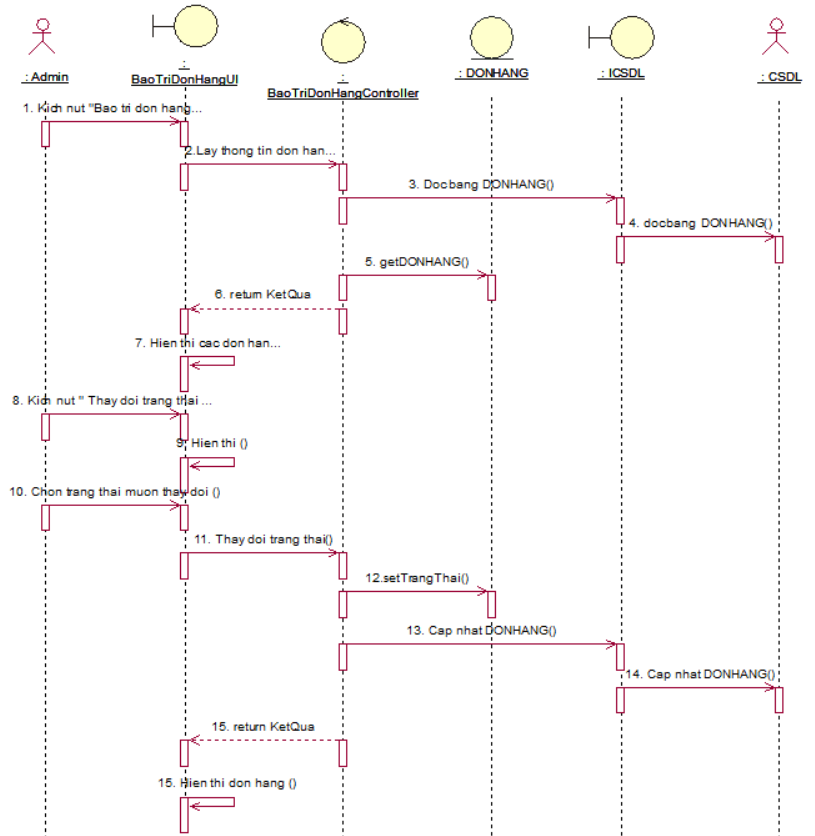 : Admin
:
BaoTriDonHangUI
:
BaoTriDonHangController
: DONHANG
: ICSDL
: CSDL
1. Kich nut "Bao tri don hang...
2.Lay thong tin don han...
3. Docbang DONHANG()
4. docbang DONHANG()
5. getDONHANG()
6. return KetQua
7. Hien thi cac don han...
8. Kich nut " Thay doi trang thai ...
9. Hien thi ()
10. Chon trang thai muon thay doi ()
11. Thay doi trang thai()
12.setTrangThai()
13. Cap nhat DONHANG()
14. Cap nhat DONHANG()
15. return KetQua
15. Hien thi don hang ()